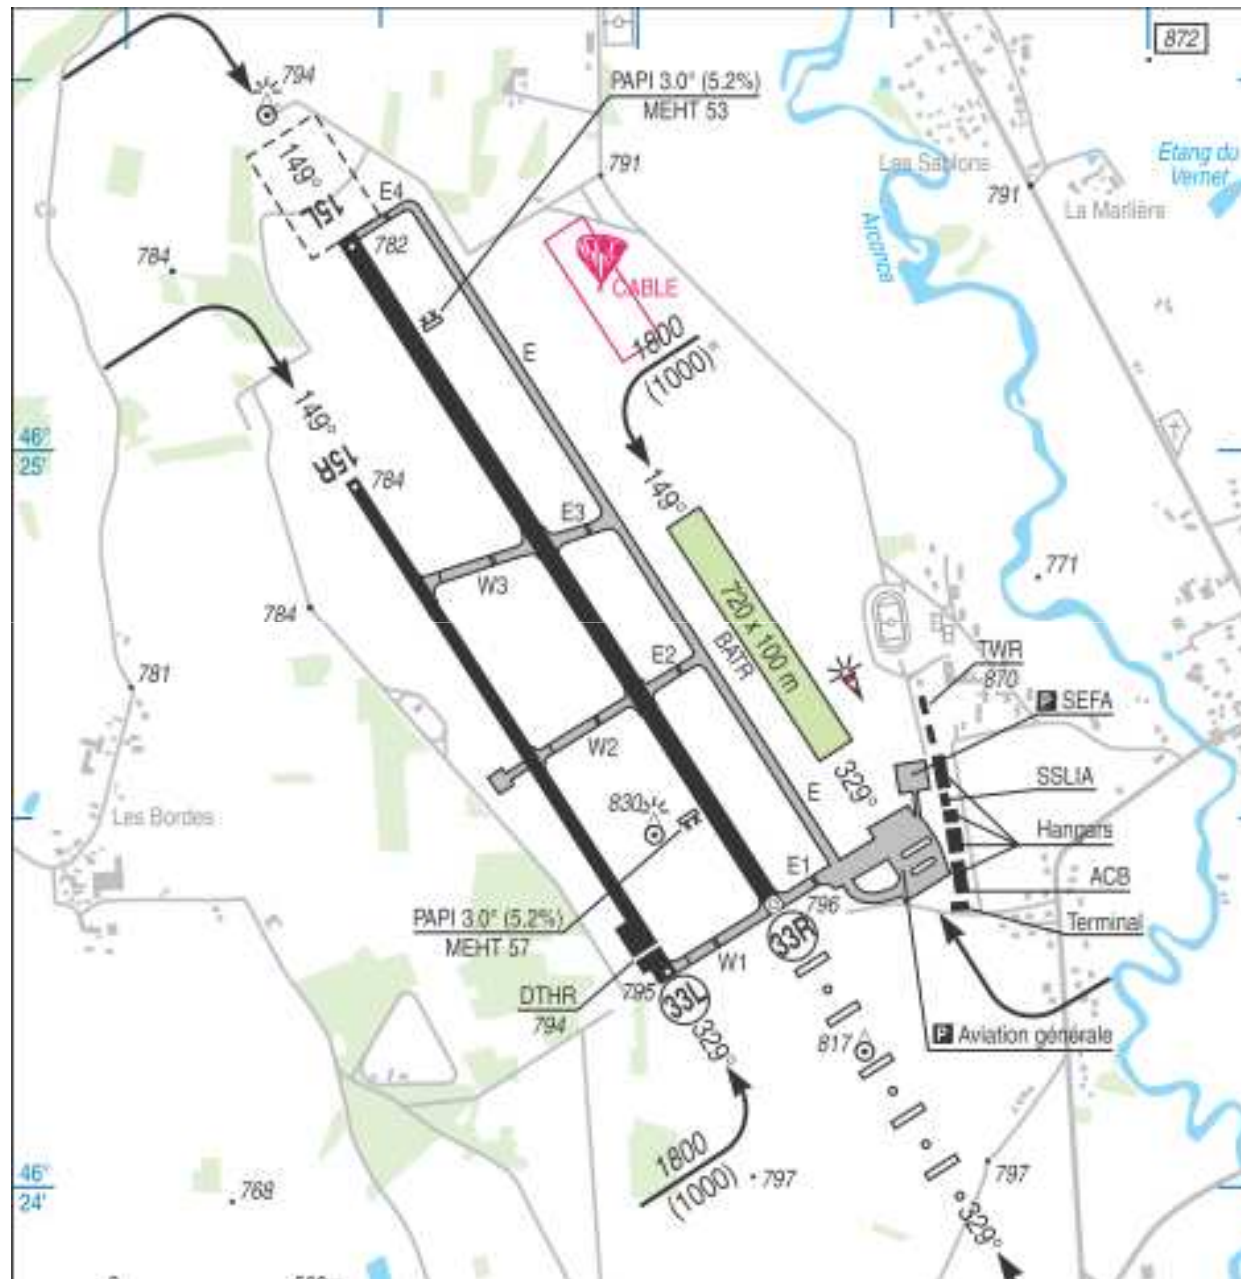 872
794
PAPI 3.0° (5.2%)
MEHT 53
791
Les Sablons
791
La Marlière
Etang du
Vernet
149°
15L
E4
782
784
Arconce
CABLE
E
1800
(1000)
149°
15R
784
46°
25'
149°
E3
W3
771
784
720 x 100 m
BATR
E2
TWR
870
781
P SEFA
W2
SSLIA
830
E
329°
Les Bordes
Hangars
E1
ACB
796
PAPI 3.0° (5.2%)
MEHT 57
Terminal
33R
W1
DTHR
794
795
33L
329°
817
P Aviation générale
1800
(1000)
797
797
46°
24'
768
329°